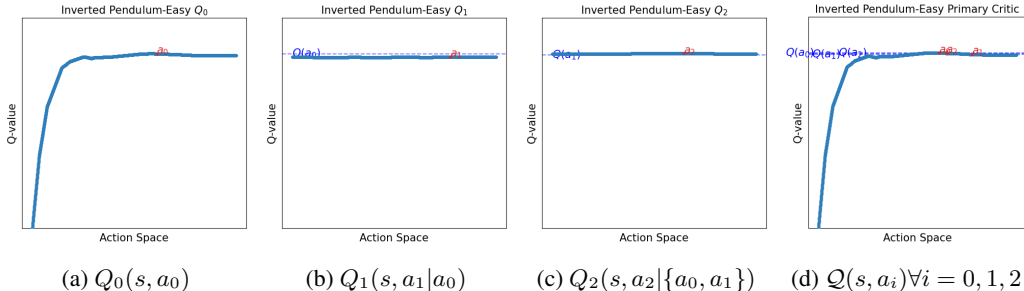 Inverted Pendulum-Easy Q0
Q-value
a0
Action Space
(a) Q0(s, a0)
Inverted Pendulum-Easy Q1
Q-value
Q(a0)
a1
Action Space
(b) Q1(s, a1|a0)
Inverted Pendulum-Easy Q2
Q-value
Q(a1)
a2
Action Space
(c) Q2(s, a2|{a0, a1})
Inverted Pendulum-Easy Primary Critic
Q-value
Q(a0)
Action Space
(d) Q(s, ai)∀i = 0, 1, 2